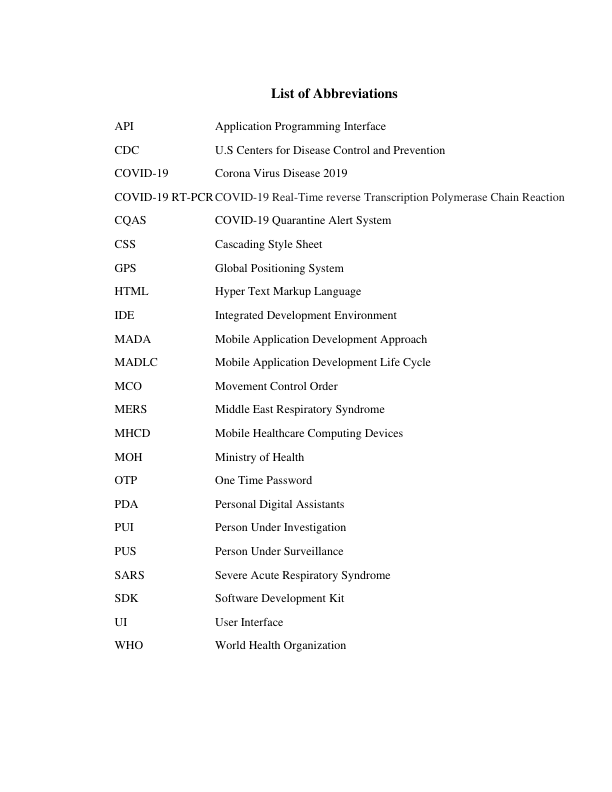 List of Abbreviations
API Application Programming Interface
CDC U.S Centers for Disease Control and Prevention
COVID-19 Corona Virus Disease 2019
COVID-19 RT-PCR COVID-19 Real-Time reverse Transcription Polymerase Chain Reaction
CQAS COVID-19 Quarantine Alert System
CSS Cascading Style Sheet
GPS Global Positioning System
HTML Hyper Text Markup Language
IDE Integrated Development Environment
MADA Mobile Application Development Approach
MADLC Mobile Application Development Life Cycle
MCO Movement Control Order
MERS Middle East Respiratory Syndrome
MHCD Mobile Healthcare Computing Devices
MOH Ministry of Health
OTP One Time Password
PDA Personal Digital Assistants
PUI Person Under Investigation
PUS Person Under Surveillance
SARS Severe Acute Respiratory Syndrome
SDK Software Development Kit
UI User Interface
WHO World Health Organization